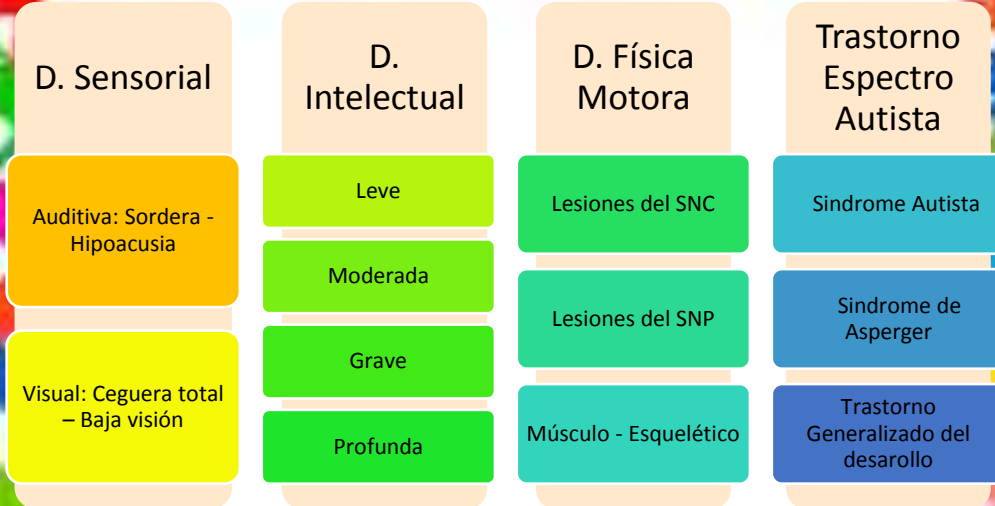 D. Sensorial
Auditiva: Sordera -
Hipoacusia
Visual: Ceguera total
– Baja visión
D.
Intelectual
Leve
Moderada
Grave
Profunda
D. Física
Motora
Lesiones del SNC
Lesiones del SNP
Músculo - Esquelético
Trastorno
Espectro
Autista
Sindrome Autista
Sindrome de
Asperger
Trastorno
Generalizado del
desarollo